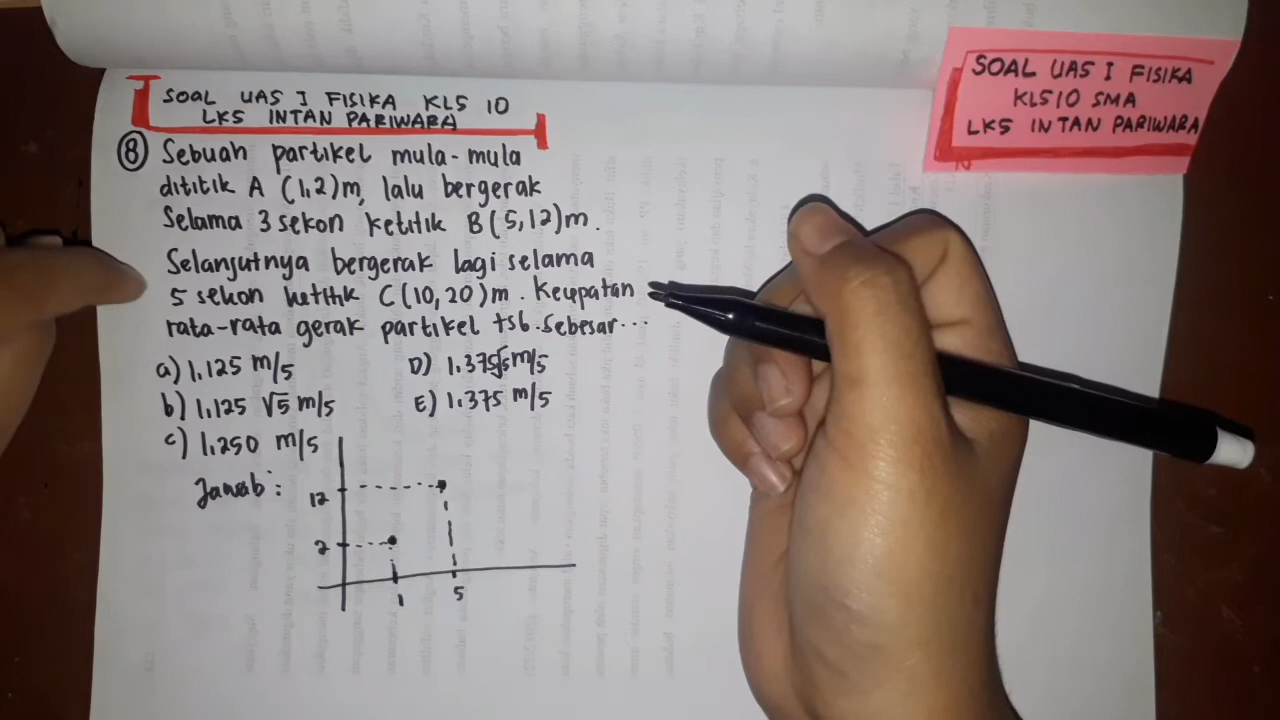 SOAL UAS I FISIKA KLS 10
LKS INTAN PARIWARA
SOAL UAS I FISIKA
KLS10 SMA
LKS INTAN PARIWARA
8 Sebuah partikel mula-mula
dititik A (1,2)m, lalu bergerak
Selama 3 sekon ketitik B(5,12)m.
Selanjutnya bergerak lagi selama
5 sekon ketitik C(10,20)m. Kecepatan
rata-rata gerak partikel tsb. Sebesar...
a) 1.125 m/s
D) 1.375√5 m/s
b) 1.125 √5 m/s
E) 1.375 m/s
c) 1.250 m/s
Jawab:
12
2
1
5